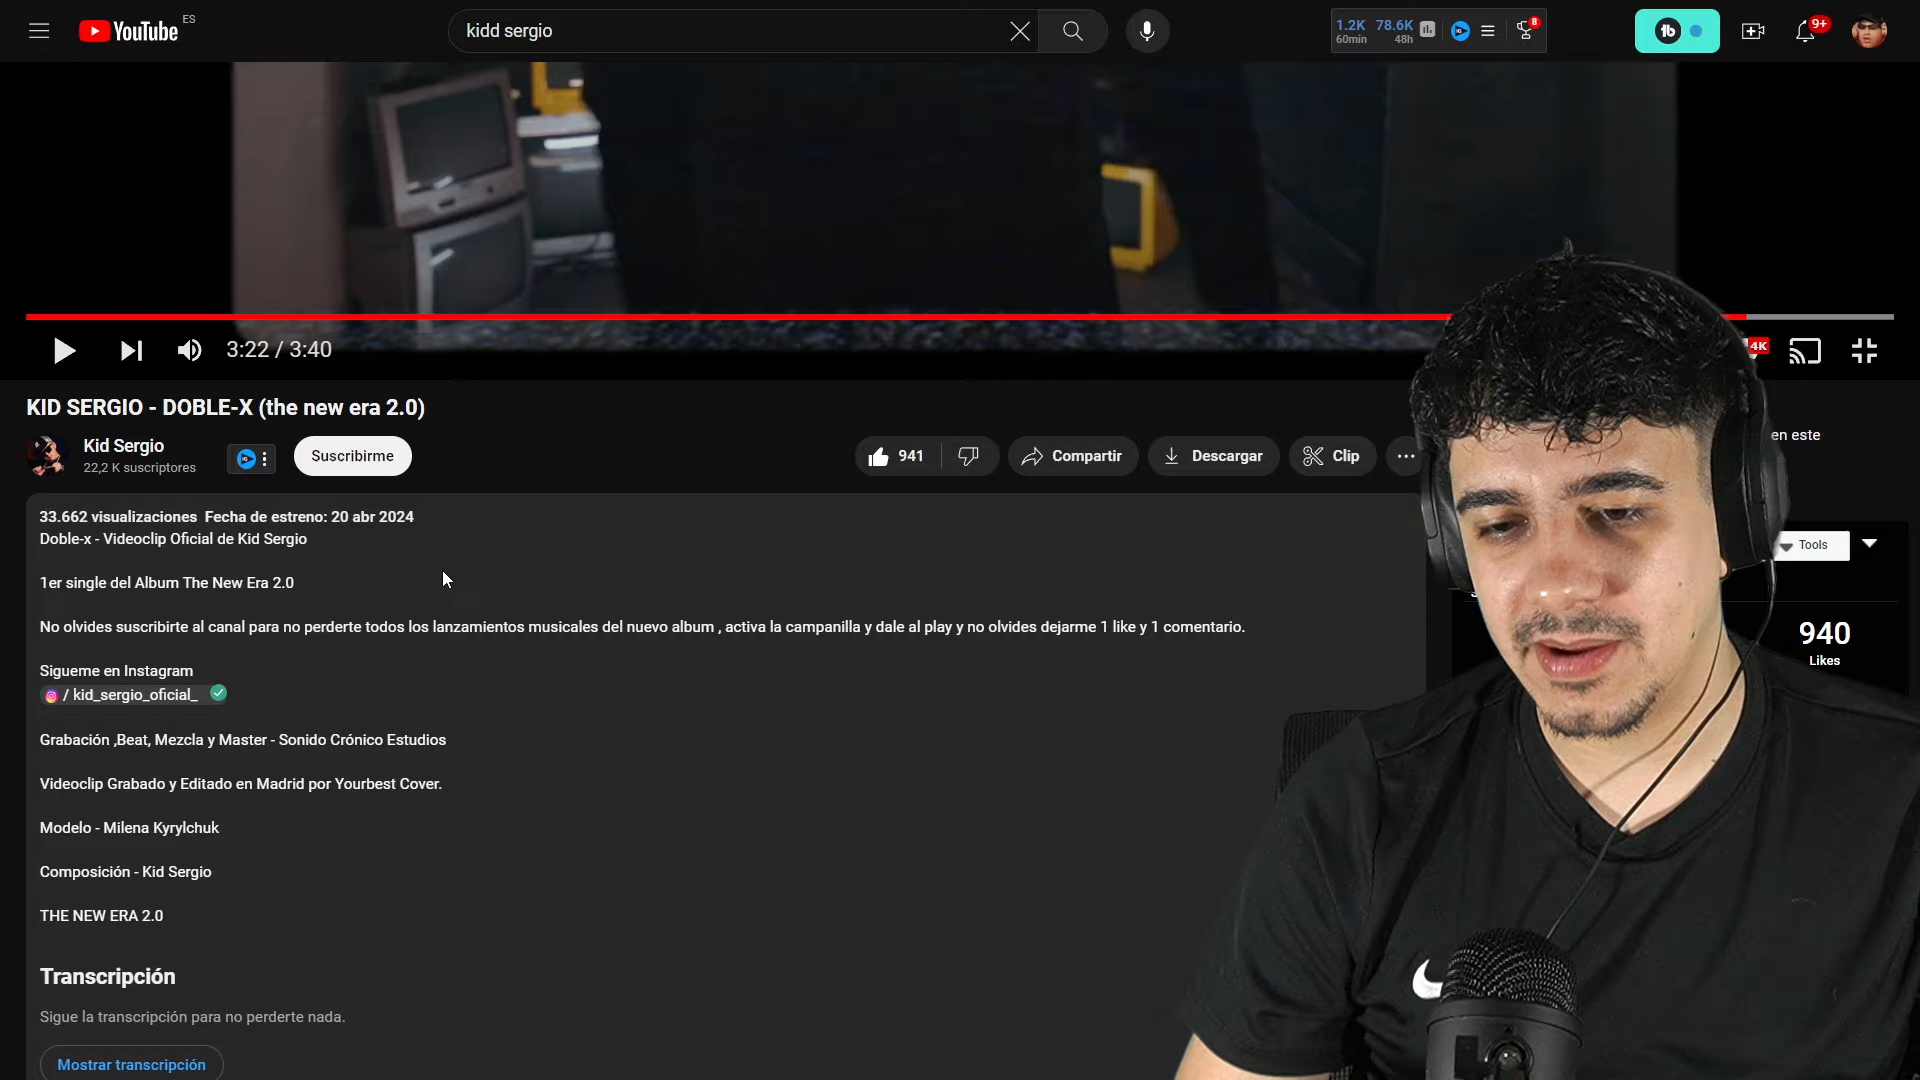 YouTube ES
kidd sergio
1.2K 78.6K
60min 48h
8
9+
3:22 / 3:40
4K
KID SERGIO - DOBLE-X (the new era 2.0)
Kid Sergio
22,2 K suscriptores
Suscribirme
941
Compartir
Descargar
Clip
en este
33.662 visualizaciones Fecha de estreno: 20 abr 2024
Doble-x - Videoclip Oficial de Kid Sergio
Tools
1er single del Album The New Era 2.0
No olvides suscribirte al canal para no perderte todos los lanzamientos musicales del nuevo album , activa la campanilla y dale al play y no olvides dejarme 1 like y 1 comentario.
940
Likes
Sigueme en Instagram
/ kid_sergio_oficial_
Grabación ,Beat, Mezcla y Master - Sonido Crónico Estudios
Videoclip Grabado y Editado en Madrid por Yourbest Cover.
Modelo - Milena Kyrylchuk
Composición - Kid Sergio
THE NEW ERA 2.0
Transcripción
Sigue la transcripción para no perderte nada.
Mostrar transcripción